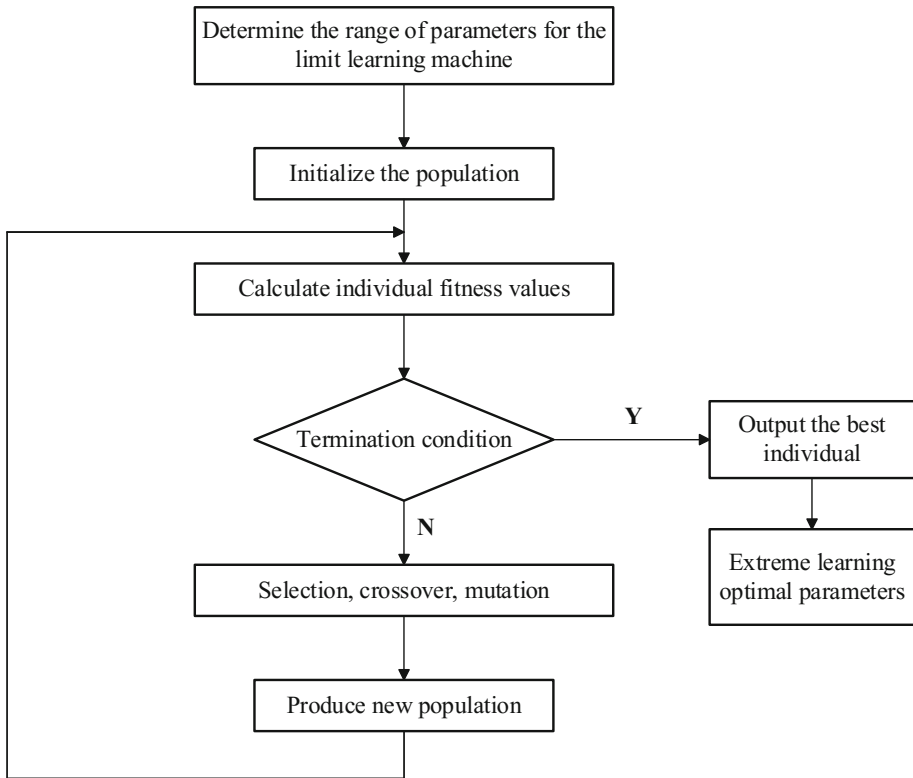 Determine the range of parameters for the
limit learning machine
Initialize the population
Calculate individual fitness values
Termination condition
Y
Output the best
individual
N
Extreme learning
optimal parameters
Selection, crossover, mutation
Produce new population